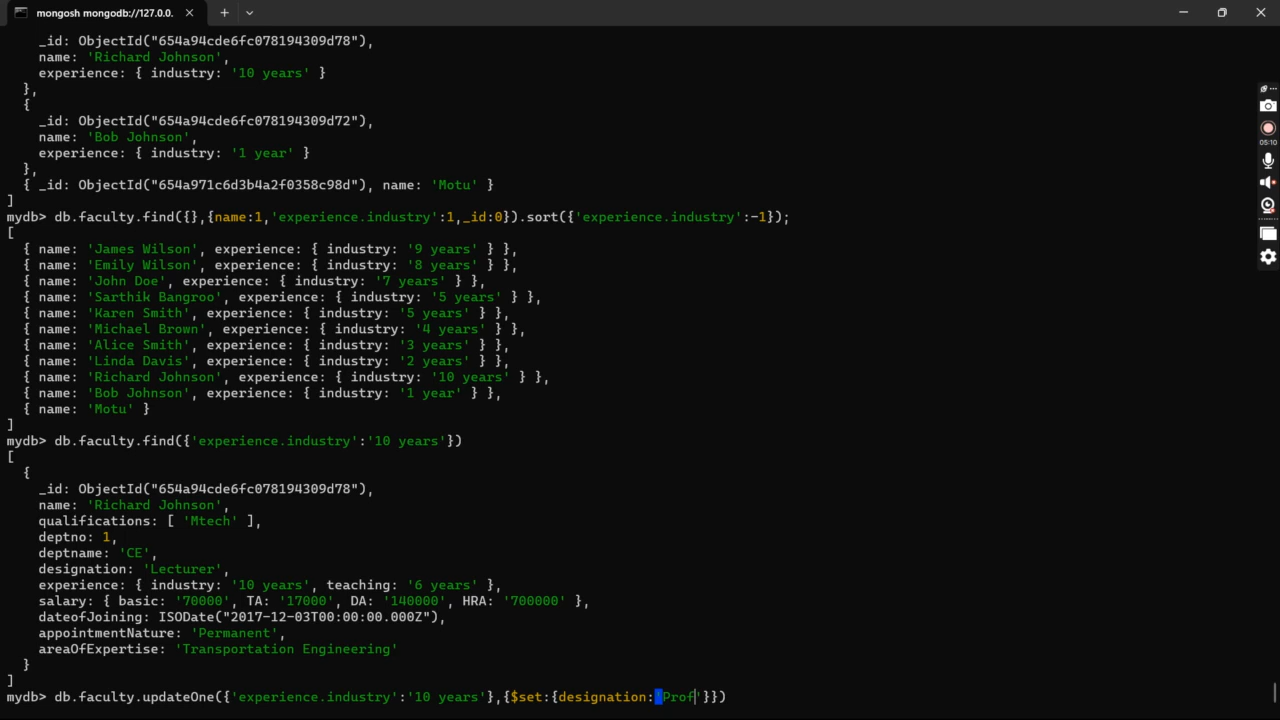 mongosh mongodb://127.0.0.
_id: ObjectId("654a94cde6fc078194309d78"),
name: 'Richard Johnson',
experience: { industry: '10 years' }
},
{
_id: ObjectId("654a94cde6fc078194309d72"),
name: 'Bob Johnson',
experience: { industry: '1 year' }
},
{ _id: ObjectId("654a971c6d3b4a2f0358c98d"), name: 'Motu' }
]
mydb> db.faculty.find({},{name:1,'experience.industry':1,_id:0}).sort({'experience.industry':-1});
[
{ name: 'James Wilson', experience: { industry: '9 years' } },
{ name: 'Emily Wilson', experience: { industry: '8 years' } },
{ name: 'John Doe', experience: { industry: '7 years' } },
{ name: 'Sarthik Bangroo', experience: { industry: '5 years' } },
{ name: 'Karen Smith', experience: { industry: '5 years' } },
{ name: 'Michael Brown', experience: { industry: '4 years' } },
{ name: 'Alice Smith', experience: { industry: '3 years' } },
{ name: 'Linda Davis', experience: { industry: '2 years' } },
{ name: 'Richard Johnson', experience: { industry: '10 years' } },
{ name: 'Bob Johnson', experience: { industry: '1 year' } },
{ name: 'Motu' }
]
mydb> db.faculty.find({'experience.industry':'10 years'})
[
{
_id: ObjectId("654a94cde6fc078194309d78"),
name: 'Richard Johnson',
qualifications: [ 'Mtech' ],
deptno: 1,
deptname: 'CE',
designation: 'Lecturer',
experience: { industry: '10 years', teaching: '6 years' },
salary: { basic: '70000', TA: '17000', DA: '140000', HRA: '700000' },
dateofJoining: ISODate("2017-12-03T00:00:00.000Z"),
appointmentNature: 'Permanent',
areaOfExpertise: 'Transportation Engineering'
}
]
mydb> db.faculty.updateOne({'experience.industry':'10 years'},{$set:{designation:'Prof'}})
05:10